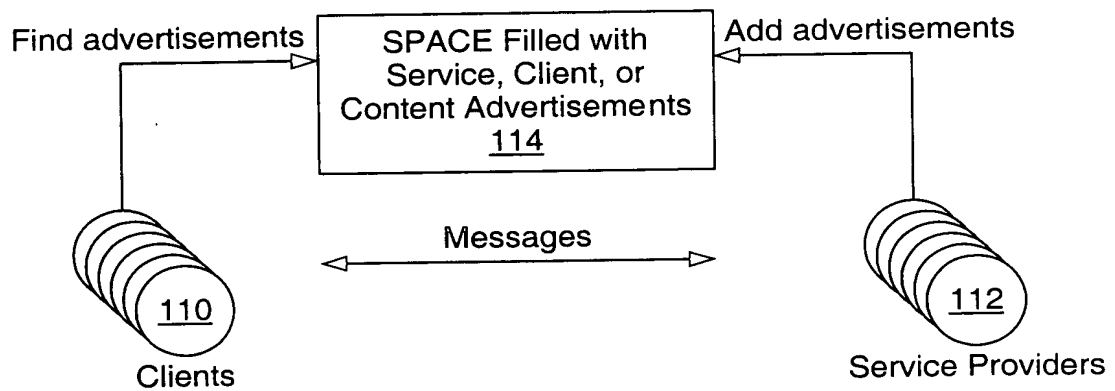 Find advertisements
SPACE Filled with
Service, Client, or
Content Advertisements
114
Add advertisements
Messages
110
Clients
112
Service Providers